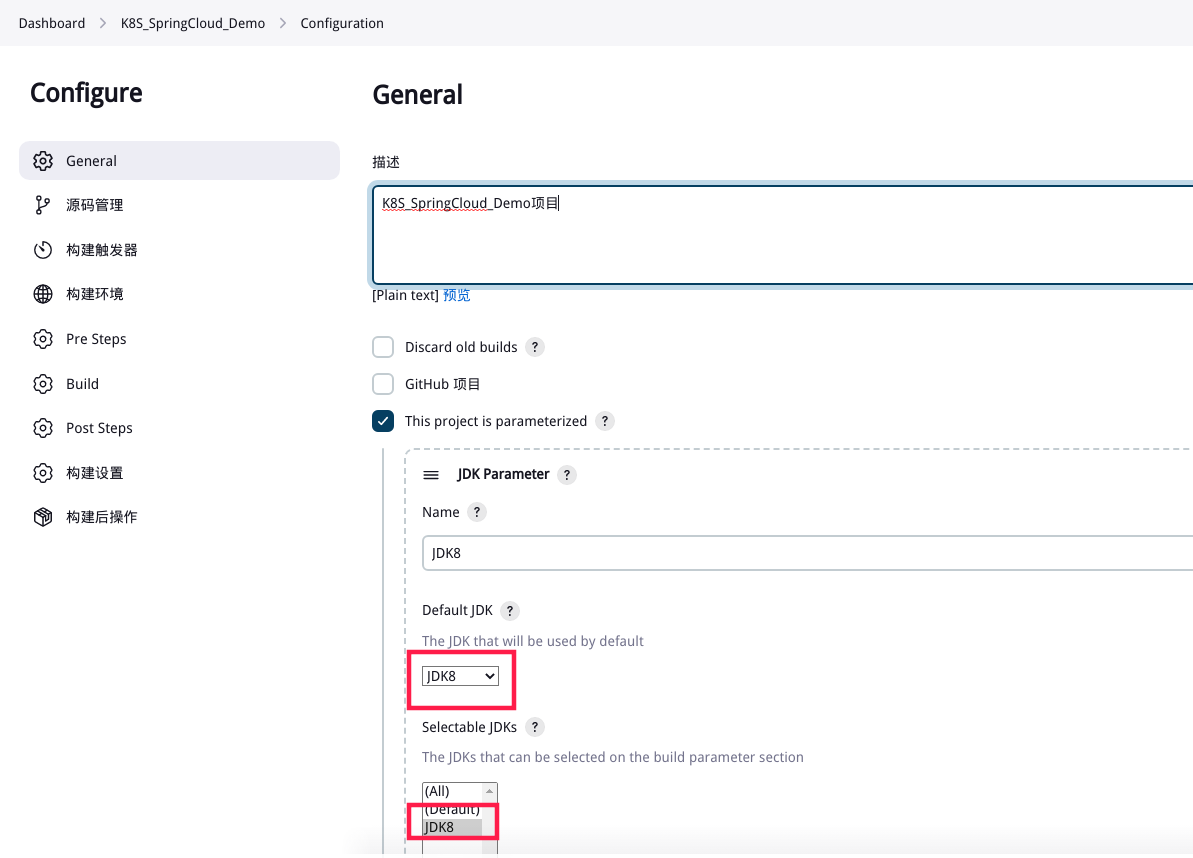 Dashboard > K8S_SpringCloud_Demo > Configuration
Configure
General
源码管理
构建触发器
构建环境
Pre Steps
Build
Post Steps
构建设置
构建后操作
General
描述
K8S_SpringCloud_Demo项目
[Plain text] 预览
Discard old builds ?
GitHub 项目
This project is parameterized ?
JDK Parameter ?
Name ?
JDK8
Default JDK ?
The JDK that will be used by default
JDK8
Selectable JDKs ?
The JDKs that can be selected on the build parameter section
(All)
(Default)
JDK8